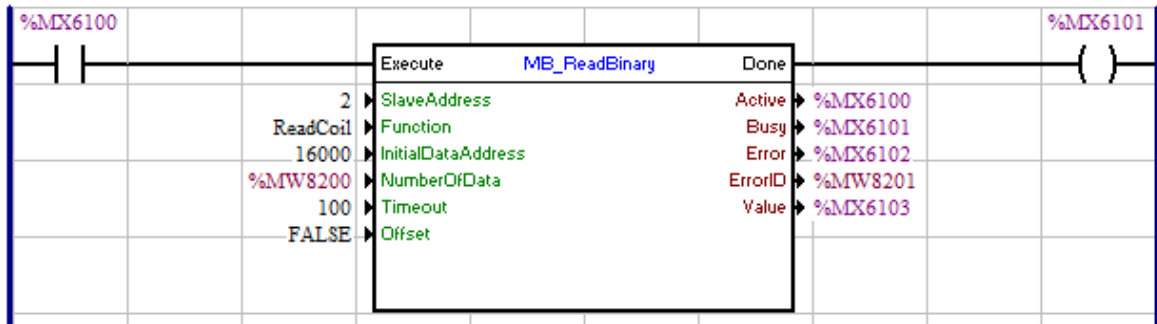 %MX6100 %MX6101
Execute MB_ReadBinary Done
2 SlaveAddress Active %MX6100
ReadCoil Function Busy %MX6101
16000 InitialDataAddress Error %MX6102
%MW8200 NumberOfData ErrorID %MW8201
100 Timeout Value %MX6103
FALSE Offset